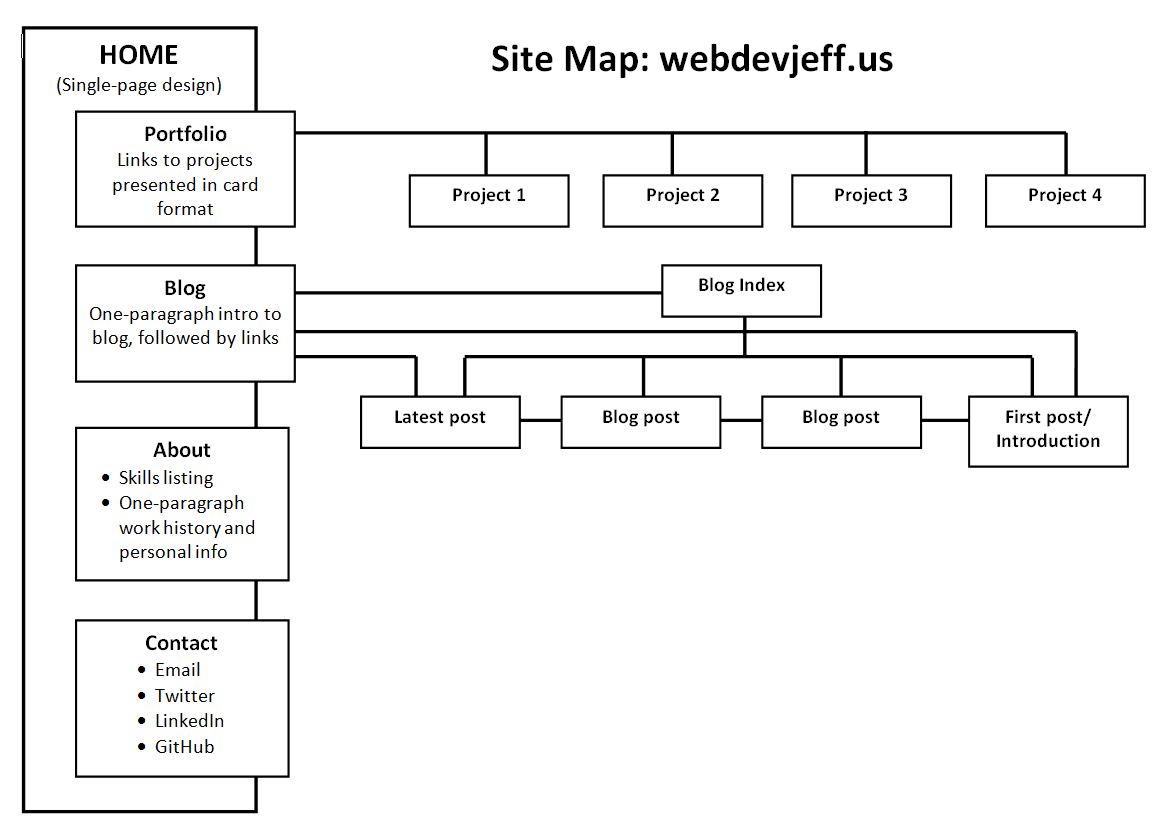 HOME
(Single-page design)
Site Map: webdevjeff.us
Portfolio
Links to projects
presented in card
format
Project 1
Project 2
Project 3
Project 4
Blog
One-paragraph intro to
blog, followed by links
Blog Index
Latest post
Blog post
Blog post
First post/
Introduction
About
• Skills listing
• One-paragraph
work history and
personal info
Contact
• Email
• Twitter
• LinkedIn
• GitHub